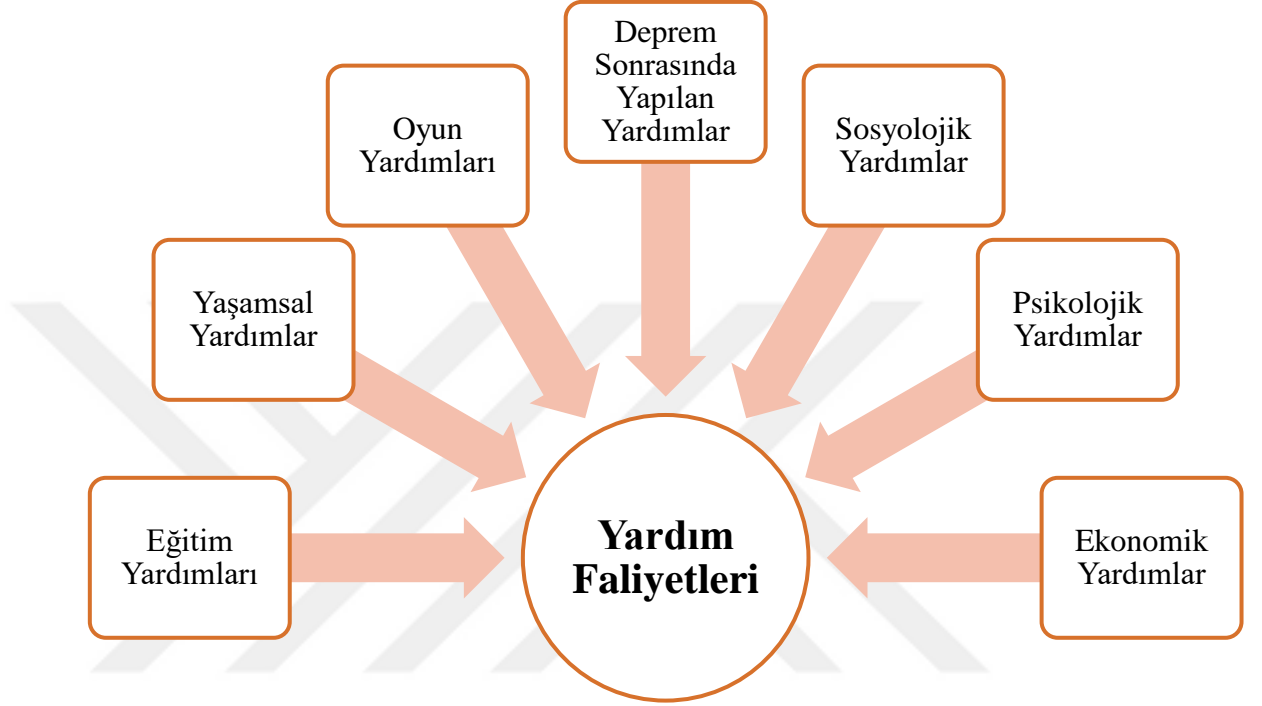 Deprem
Sonrasında
Yapılan
Yardımlar
Oyun
Yardımları
Sosyolojik
Yardımlar
Yaşamsal
Yardımlar
Psikolojik
Yardımlar
Eğitim
Yardımları
Yardım
Faliyetleri
Ekonomik
Yardımlar